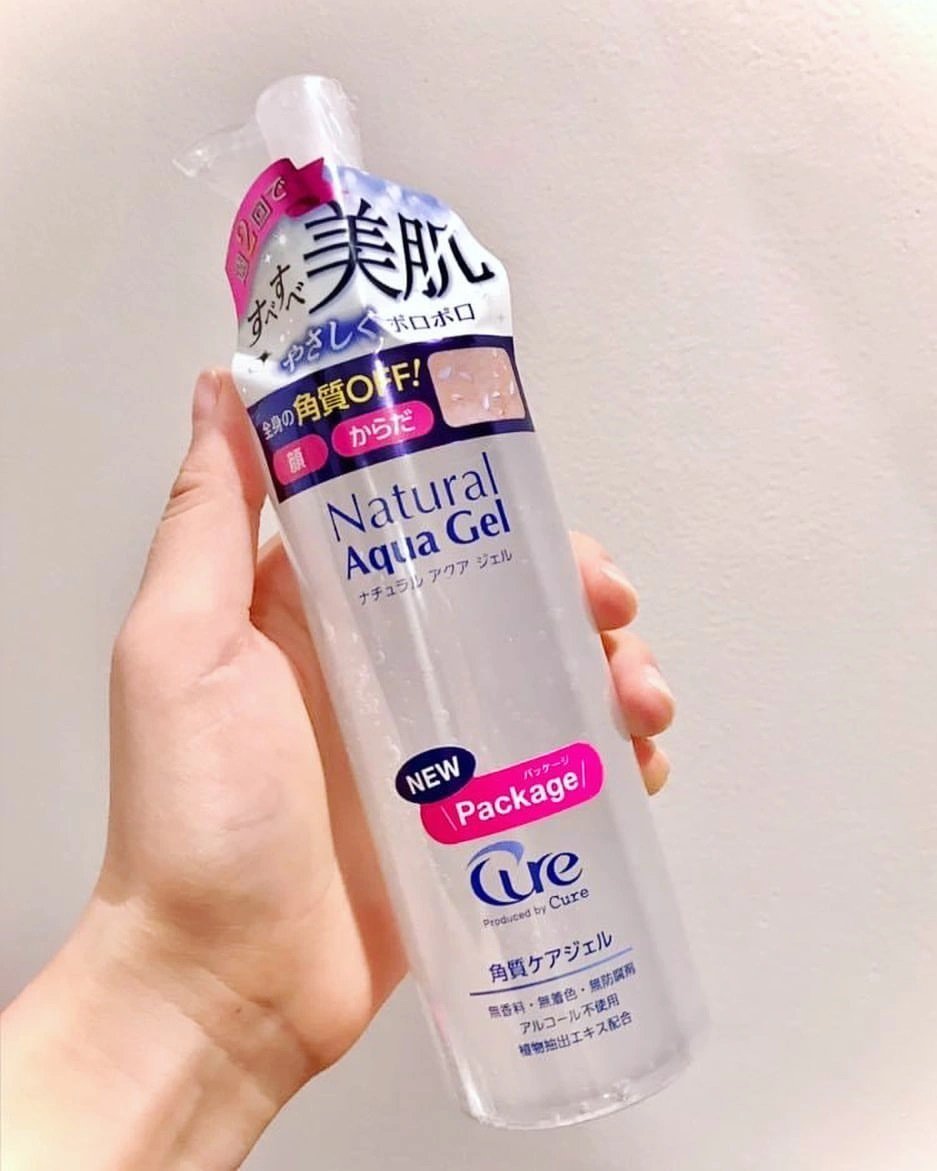 週2回で
美肌
すべすべ
やさしくポロポロ
全身の角質OFF!
顔 からだ
Natural
Aqua Gel
ナチュラル アクア ジェル
NEW
パッケージ
\Package/
Cure
Produced by Cure
角質ケアジェル
無香料・無着色・無防腐剤
アルコール不使用
植物抽出エキス配合